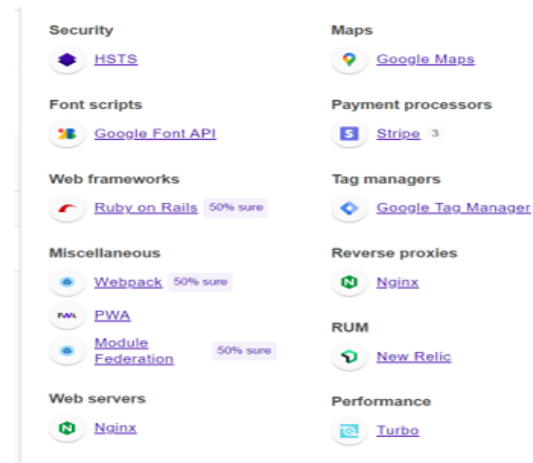 Security
HSTS
Font scripts
Google Font API
Web frameworks
Ruby on Rails 50% sure
Miscellaneous
Webpack 50% sure
PWA PWA
Module
Federation 50% sure
Web servers
Nginx
Maps
Google Maps
Payment processors
S Stripe 3
Tag managers
Google Tag Manager
Reverse proxies
Nginx
RUM
New Relic
Performance
Turbo